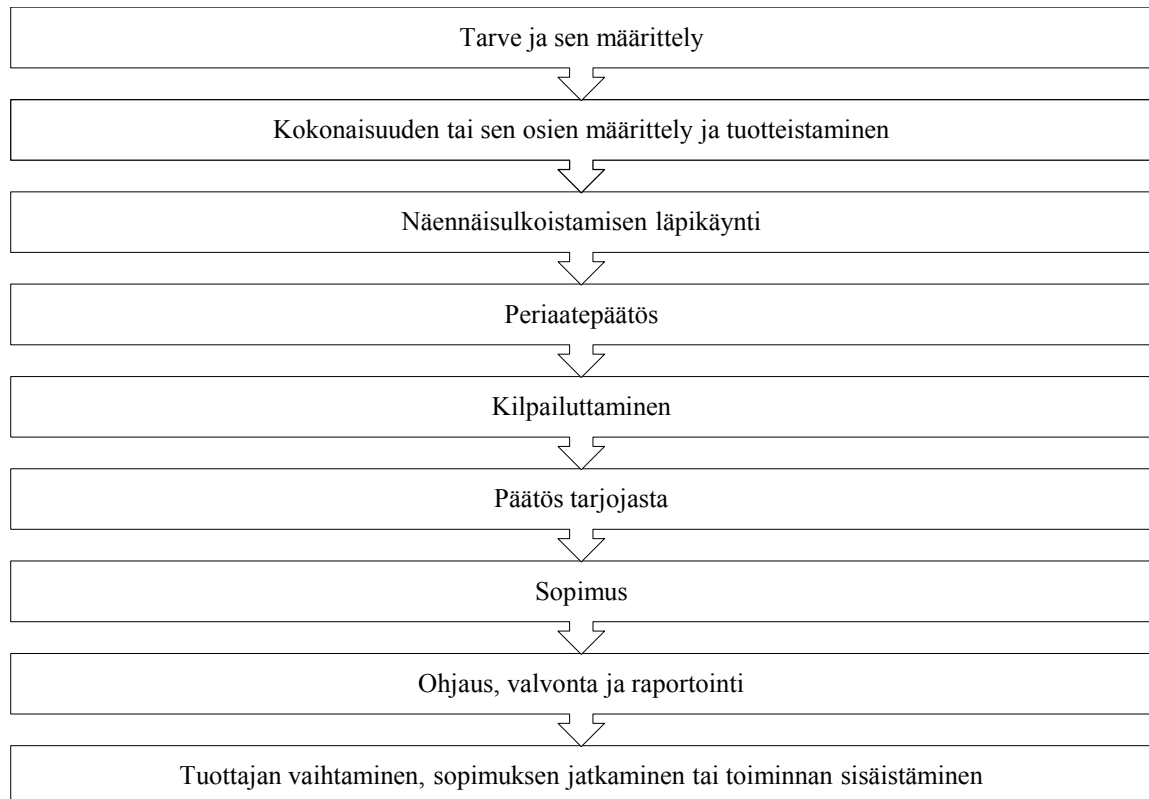 Tarve ja sen määrittely
Kokonaisuuden tai sen osien määrittely ja tuotteistaminen
Näennäisulkoistamisen läpikäynti
Periaatepäätös
Kilpailuttaminen
Päätös tarjojasta
Sopimus
Ohjaus, valvonta ja raportointi
Tuottajan vaihtaminen, sopimuksen jatkaminen tai toiminnan sisäistäminen